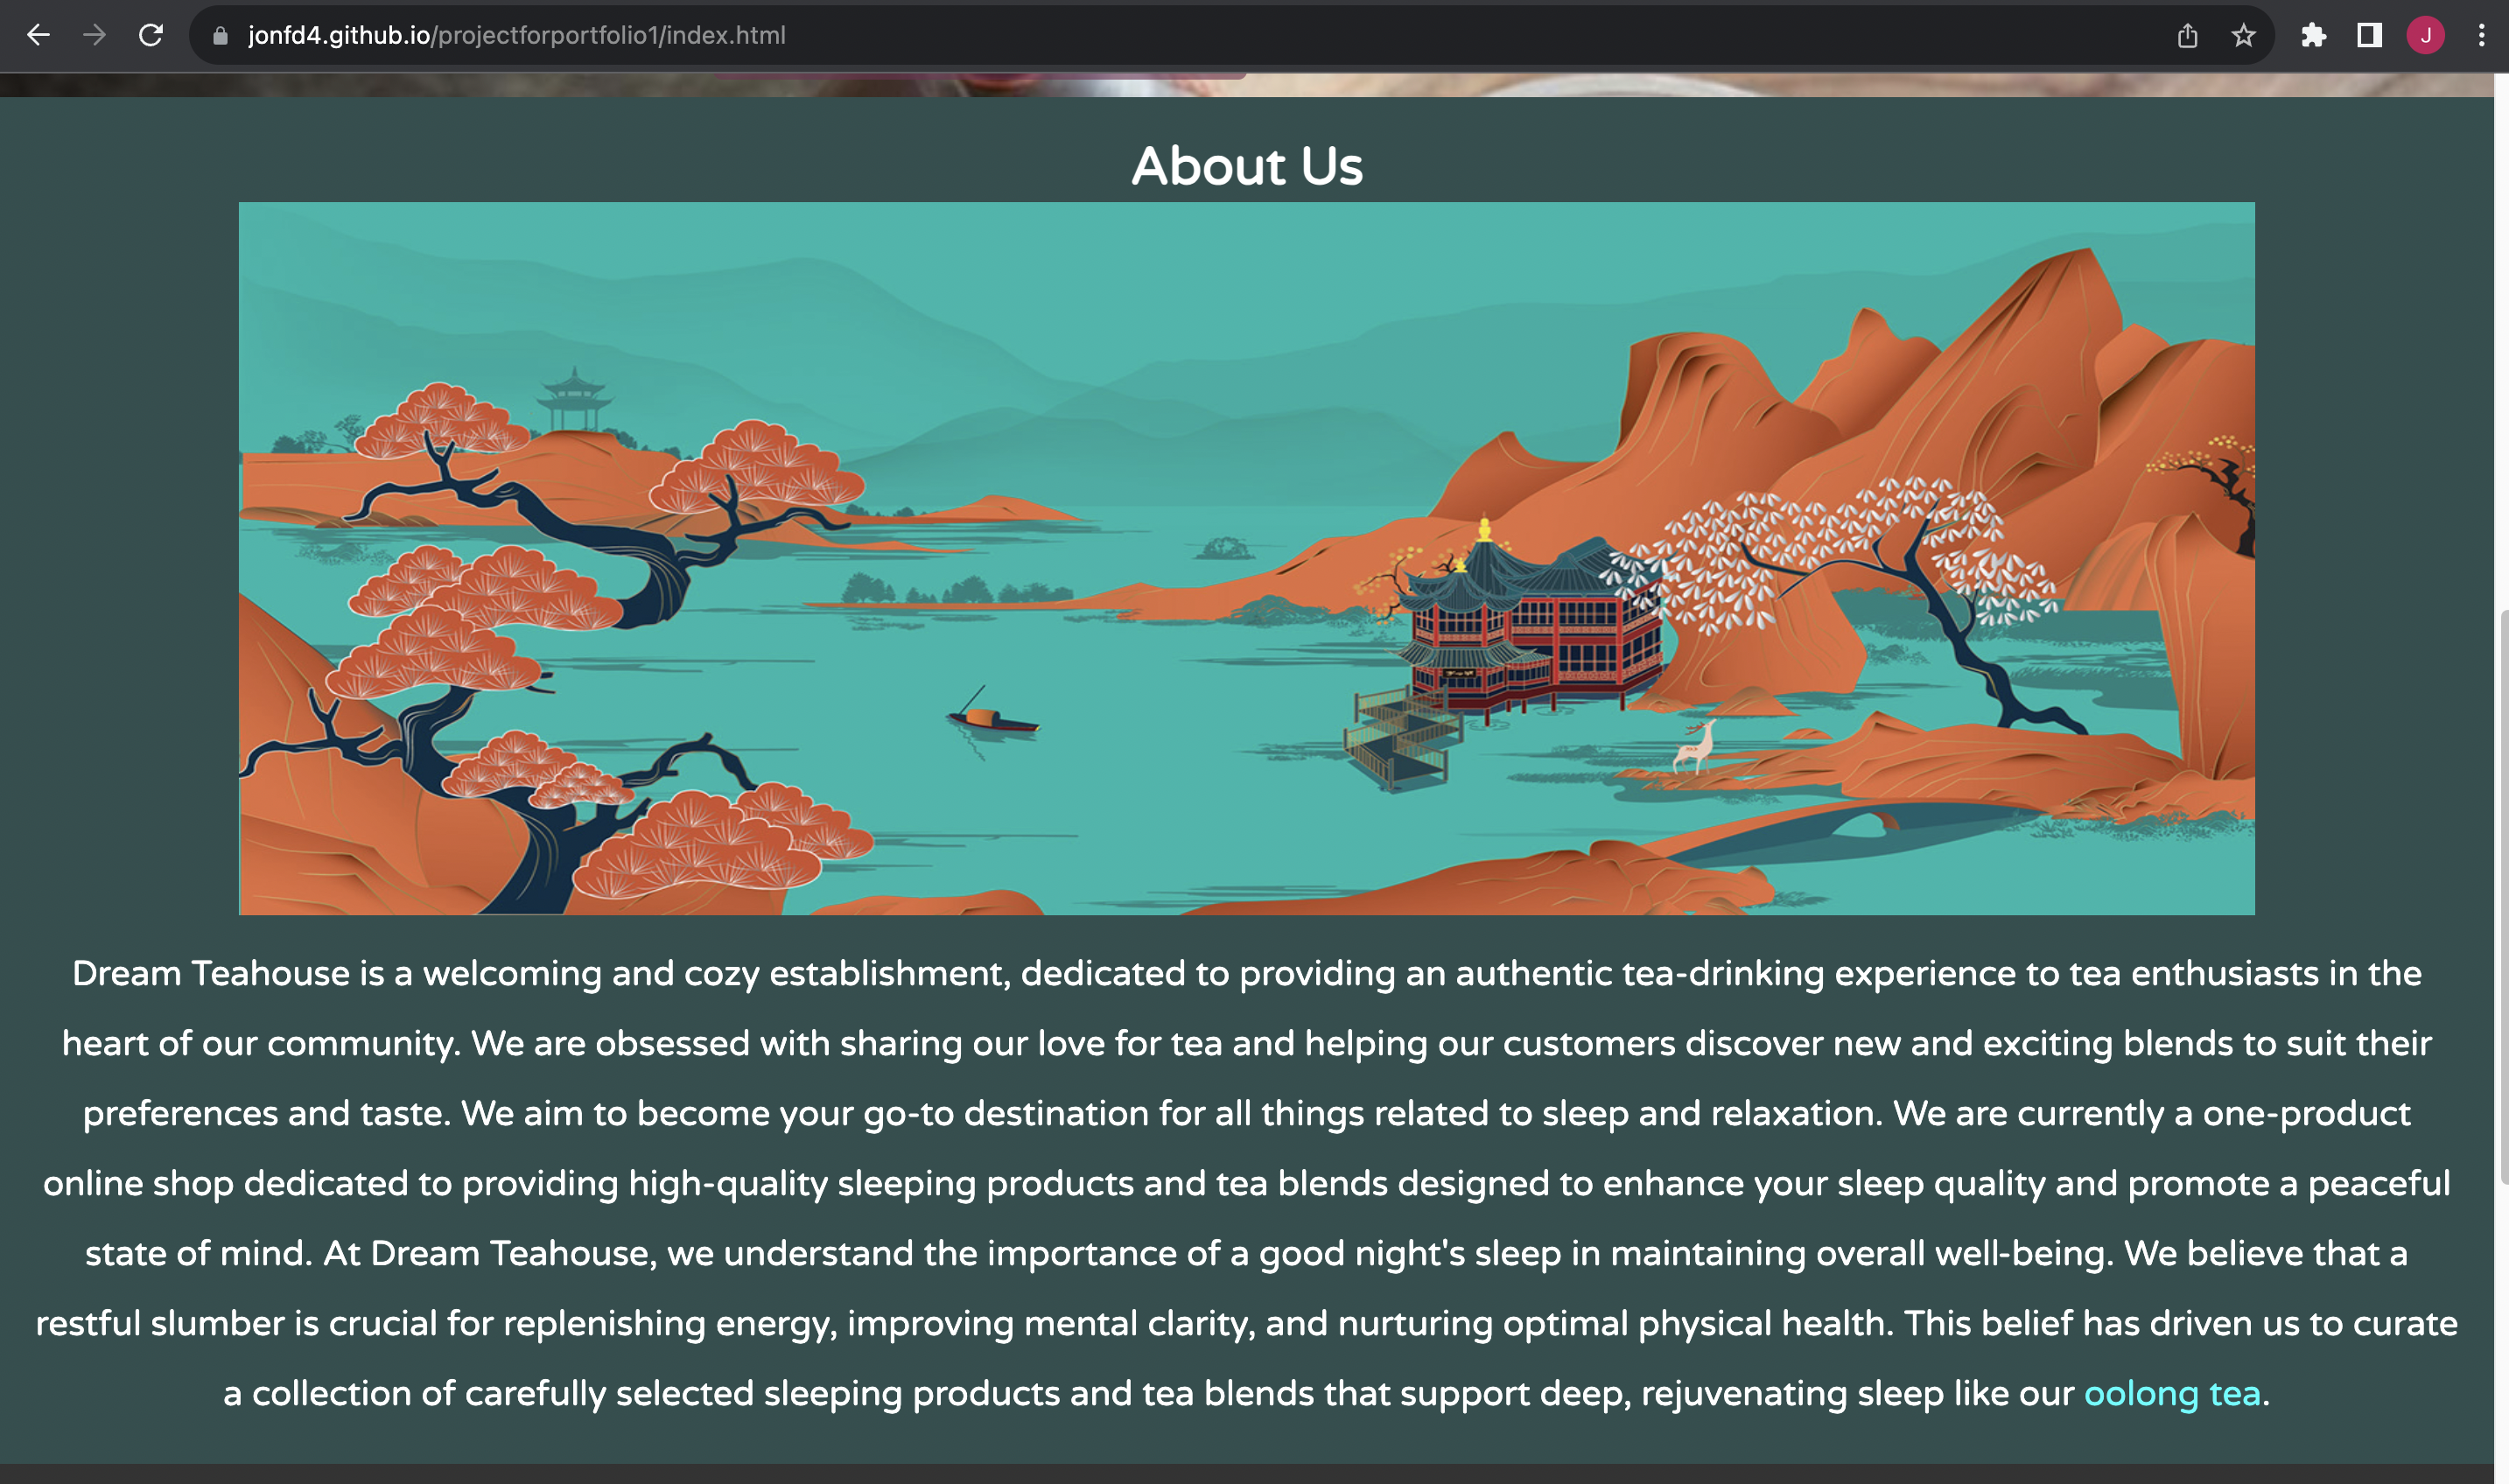 jonfd4.github.io/projectforportfolio1/index.html
J
About Us
Dream Teahouse is a welcoming and cozy establishment, dedicated to providing an authentic tea-drinking experience to tea enthusiasts in the
heart of our community. We are obsessed with sharing our love for tea and helping our customers discover new and exciting blends to suit their
preferences and taste. We aim to become your go-to destination for all things related to sleep and relaxation. We are currently a one-product
online shop dedicated to providing high-quality sleeping products and tea blends designed to enhance your sleep quality and promote a peaceful
state of mind. At Dream Teahouse, we understand the importance of a good night's sleep in maintaining overall well-being. We believe that a
restful slumber is crucial for replenishing energy, improving mental clarity, and nurturing optimal physical health. This belief has driven us to curate
a collection of carefully selected sleeping products and tea blends that support deep, rejuvenating sleep like our oolong tea.